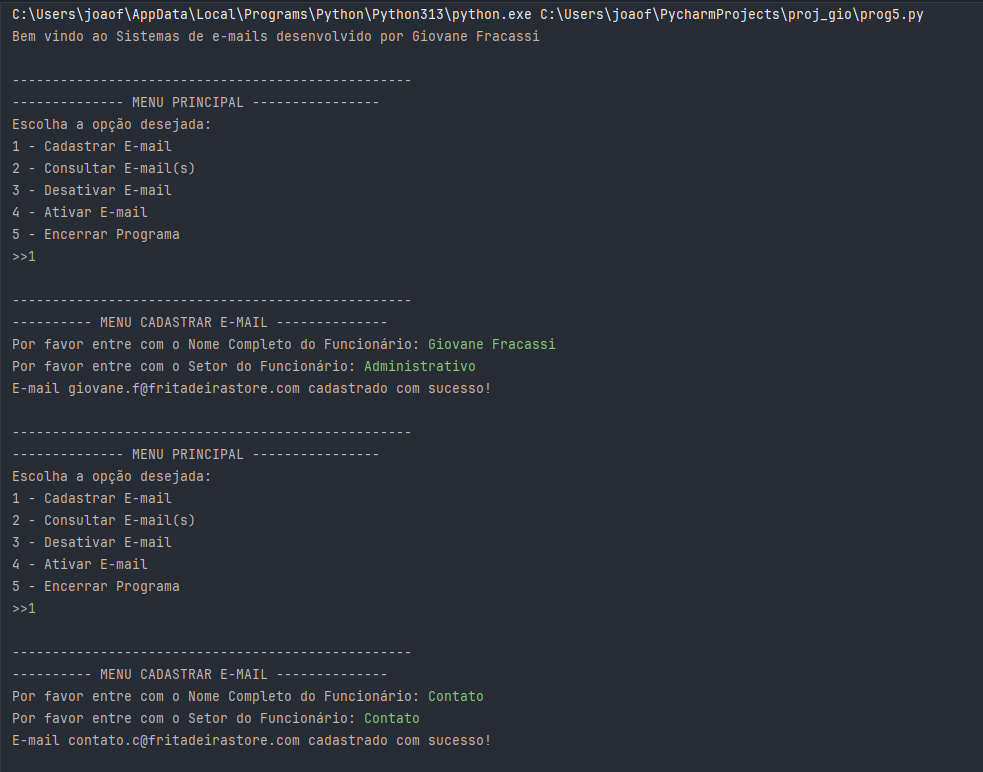 C:\Users\joaof\AppData\Local\Programs\Python\Python313\python.exe C:\Users\joaof\PycharmProjects\proj_gio\prog5.py
Bem vindo ao Sistemas de e-mails desenvolvido por Giovane Fracassi
--------------------------------------------------
-------------- MENU PRINCIPAL ----------------
Escolha a opção desejada:
1 - Cadastrar E-mail
2 - Consultar E-mail(s)
3 - Desativar E-mail
4 - Ativar E-mail
5 - Encerrar Programa
>>1
--------------------------------------------------
---------- MENU CADASTRAR E-MAIL --------------
Por favor entre com o Nome Completo do Funcionário: Giovane Fracassi
Por favor entre com o Setor do Funcionário: Administrativo
E-mail giovane.f@fritadeirastore.com cadastrado com sucesso!
--------------------------------------------------
-------------- MENU PRINCIPAL ----------------
Escolha a opção desejada:
1 - Cadastrar E-mail
2 - Consultar E-mail(s)
3 - Desativar E-mail
4 - Ativar E-mail
5 - Encerrar Programa
>>1
--------------------------------------------------
---------- MENU CADASTRAR E-MAIL --------------
Por favor entre com o Nome Completo do Funcionário: Contato
Por favor entre com o Setor do Funcionário: Contato
E-mail contato.c@fritadeirastore.com cadastrado com sucesso!